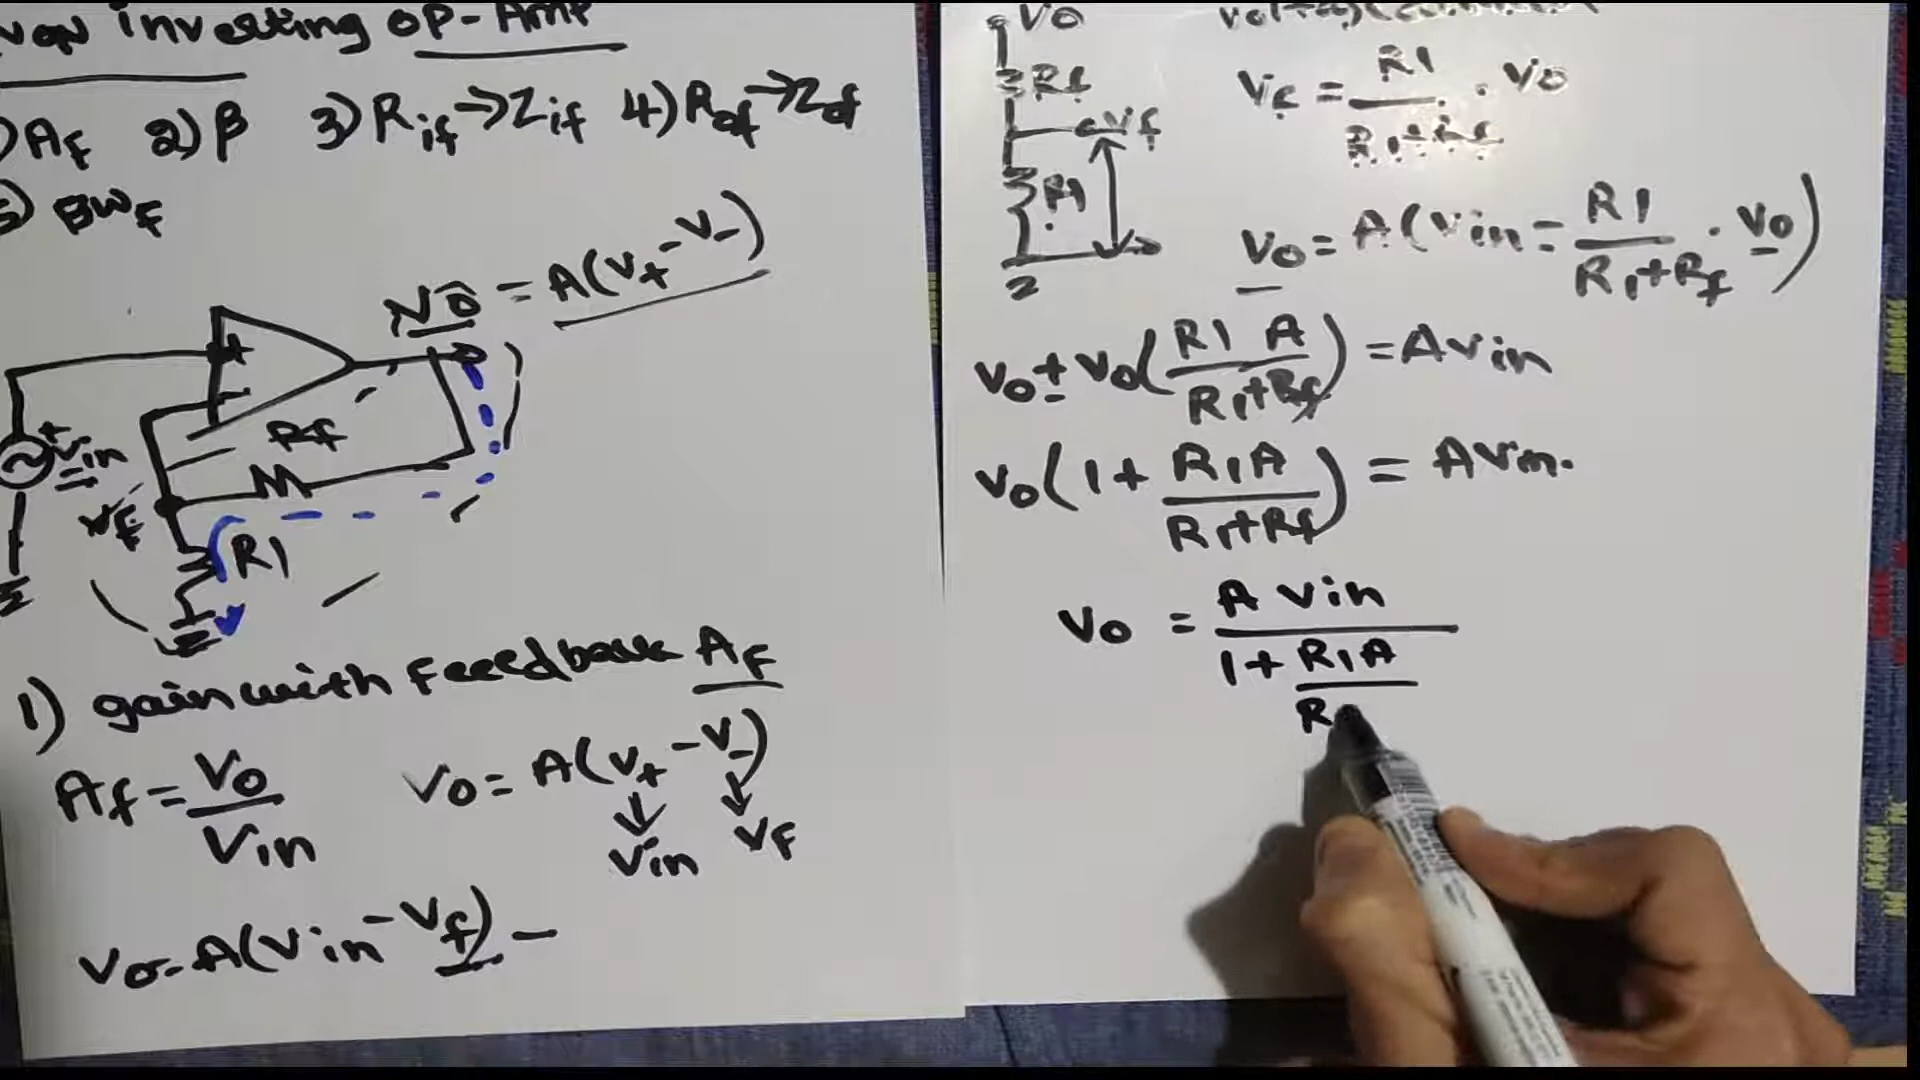 Non inverting OP-AMP
1) Af 2) β 3) Rif → Zif 4) Rof → Zof
5) BWf
Vo = A(V+ - V-)
+
-
Rf
+
Vin
Vf
R1
1) gain with feeedback Af
Af = Vo / Vin
Vo = A(V+ - V-)
Vin Vf
Vo = A(Vin - Vf) -
Vo
Rf
Vf
R1
Vf = R1 / R1+Rf . Vo
Vo = A(Vin - R1 / R1+Rf . Vo)
Vo + Vo(R1 A / R1+Rf) = AVin
Vo(1 + R1A / R1+Rf) = AVin.
Vo = A Vin / 1 + R1A / R